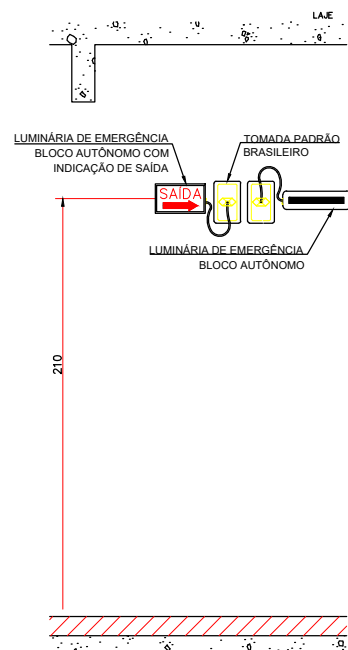 LAJE
LUMINÁRIA DE EMERGÊNCIA
BLOCO AUTÔNOMO COM
INDICAÇÃO DE SAÍDA
TOMADA PADRÃO
BRASILEIRO
SAÍDA
LUMINÁRIA DE EMERGÊNCIA
BLOCO AUTÔNOMO
210